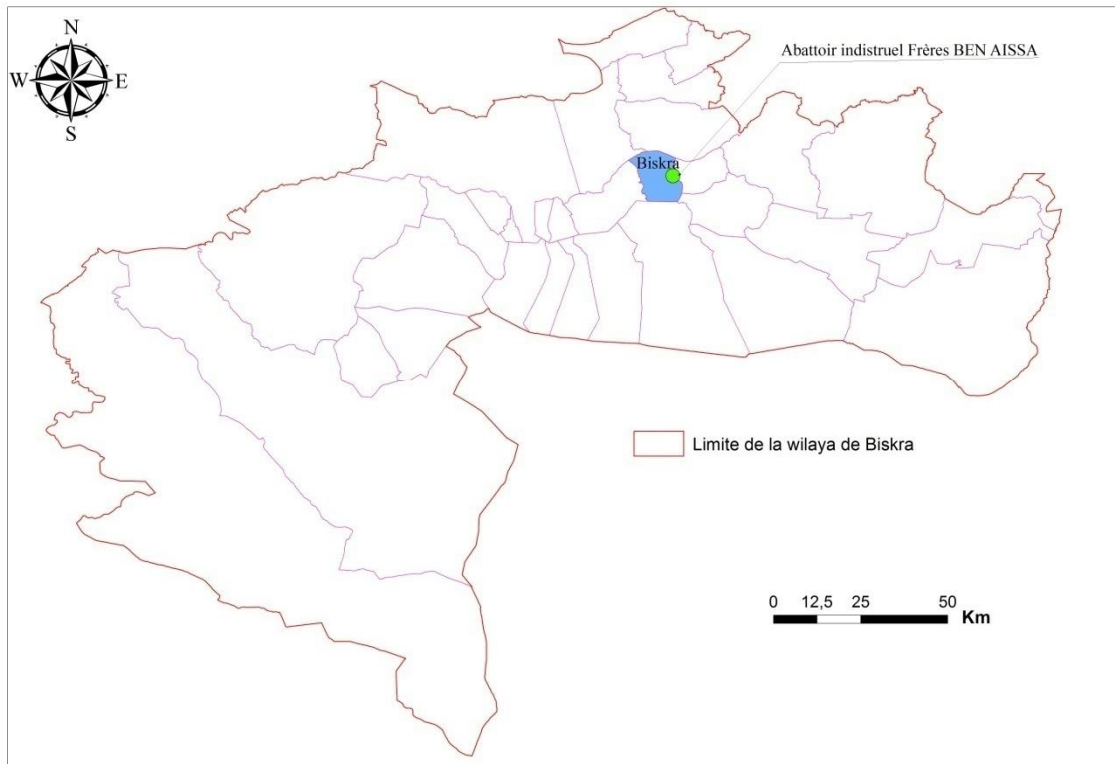 N
W E
S
Abattoir indistruel Frères BEN AISSA
Biskra
Limite de la wilaya de Biskra
0 12,5 25 50
Km